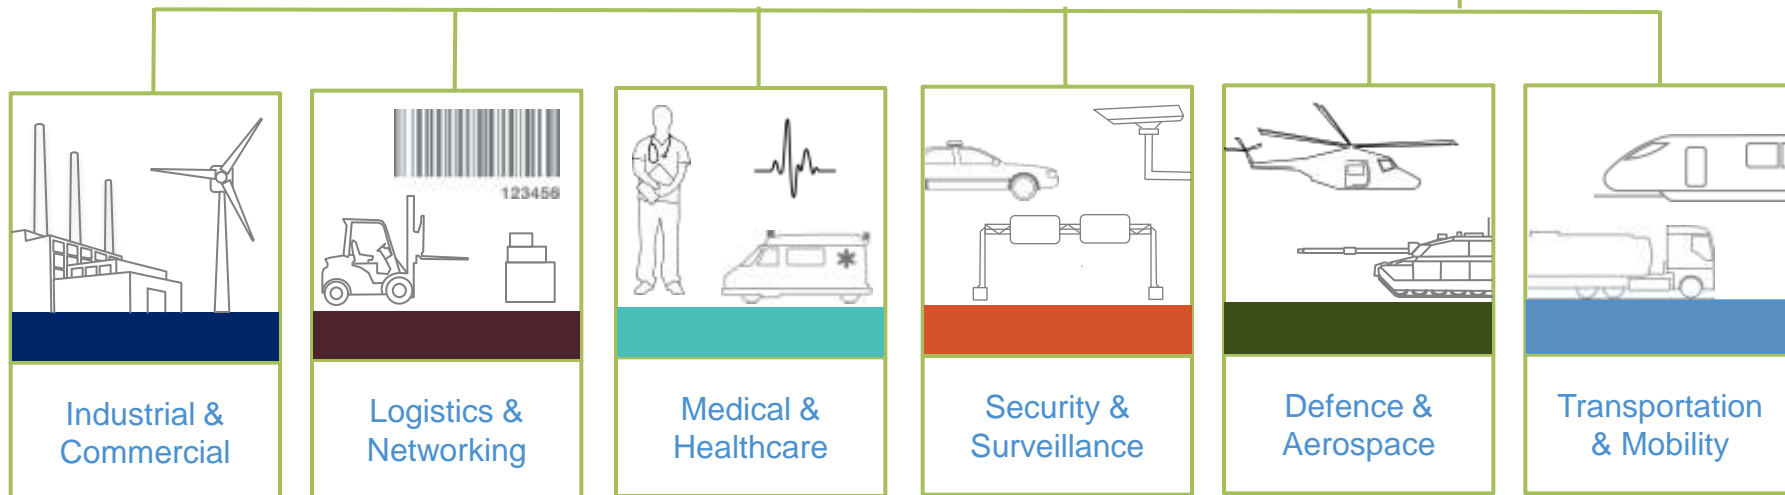 123456
Industrial &
Commercial
Logistics &
Networking
Medical &
Healthcare
Security &
Surveillance
Defence &
Aerospace
Transportation
& Mobility